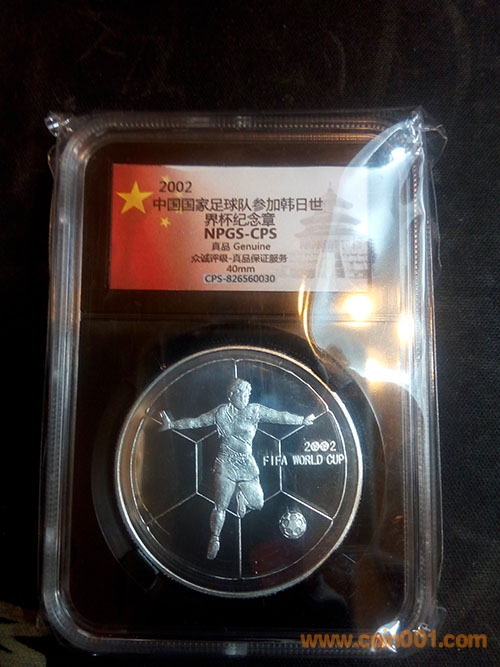 2002
中国国家足球队参加韩日世
界杯纪念章
NPGS-CPS
真品 Genuine
众诚评级-真品保证服务
40mm
CPS-826560030
2002
FIFA WORLD CUP
www.coin001.com